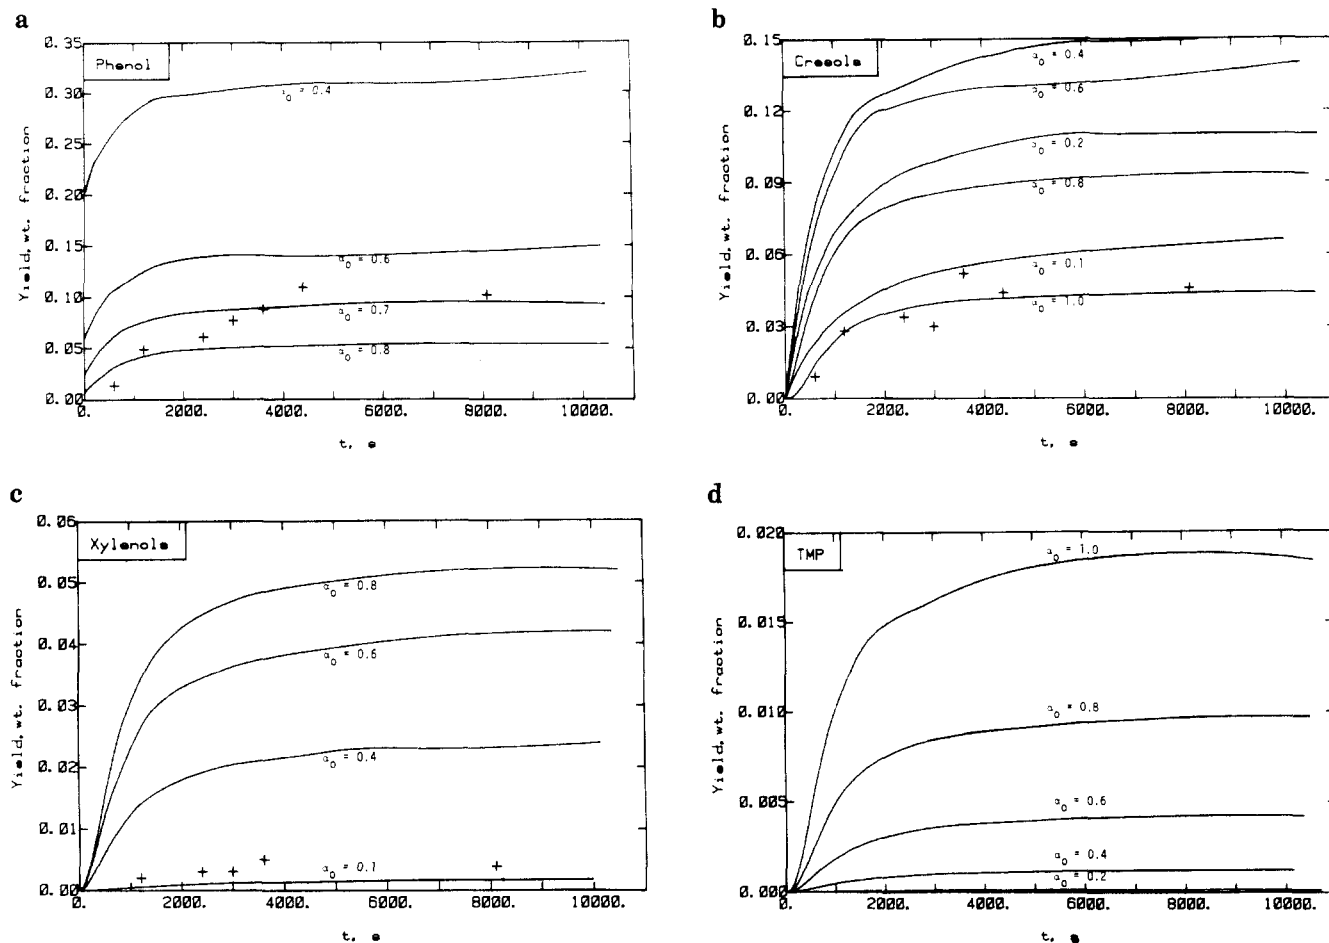 a
Phenol
Yield, wt. fraction
0.35
0.30
0.25
0.20
0.15
0.10
0.05
0.00
α₀ = 0.4
α₀ = 0.6
α₀ = 0.7
α₀ = 0.8
0. 2000. 4000. 6000. 8000. 10000.
t, s
b
Cresols
Yield, wt. fraction
0.15
0.12
0.09
0.06
0.03
0.00
α₀ = 0.4
α₀ = 0.6
α₀ = 0.2
α₀ = 0.8
α₀ = 0.1
α₀ = 1.0
0. 2000. 4000. 6000. 8000. 10000.
t, s
c
Xylenols
Yield, wt. fraction
0.06
0.05
0.04
0.03
0.02
0.01
0.00
α₀ = 0.8
α₀ = 0.6
α₀ = 0.4
α₀ = 0.1
0. 2000. 4000. 6000. 8000. 10000.
t, s
d
TMP
Yield, wt. fraction
0.020
0.015
0.010
0.005
0.000
α₀ = 1.0
α₀ = 0.8
α₀ = 0.6
α₀ = 0.4
α₀ = 0.2
0. 2000. 4000. 6000. 8000. 10000.
t, s